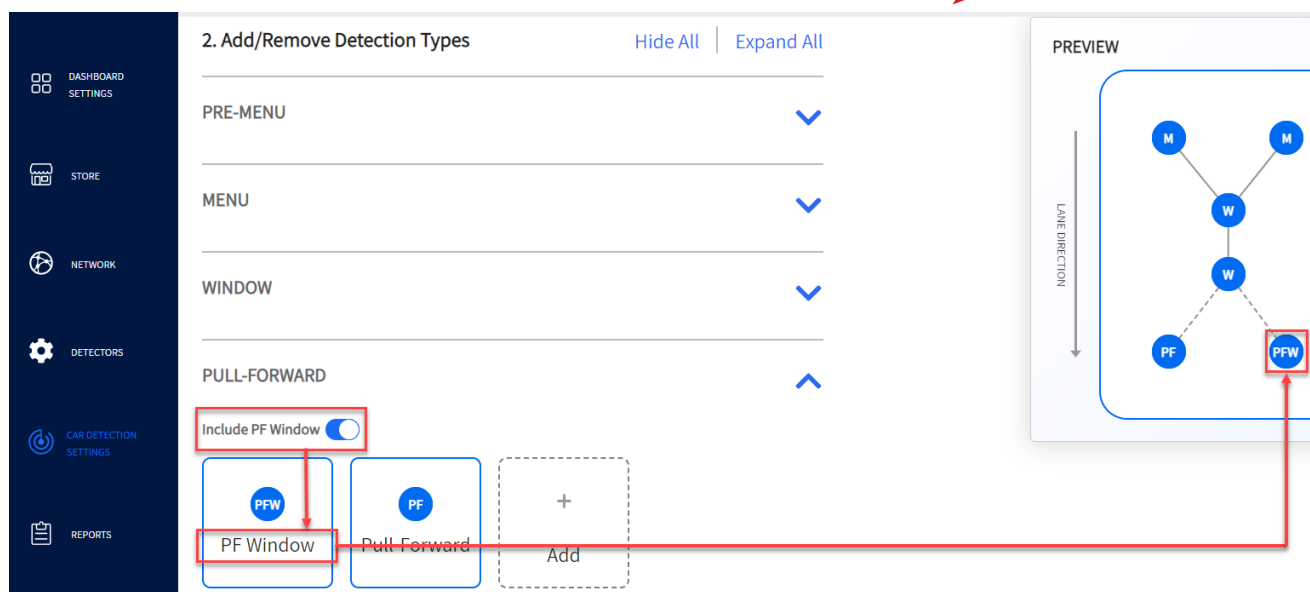 DASHBOARD
SETTINGS
STORE
NETWORK
DETECTORS
CAR DETECTION
SETTINGS
REPORTS
2. Add/Remove Detection Types
Hide All
Expand All
PRE-MENU
MENU
WINDOW
PULL-FORWARD
Include PF Window
PFW
PF Window
PF
Pull-Forward
+
Add
PREVIEW
LANE DIRECTION
M
M
W
W
PF
PFW